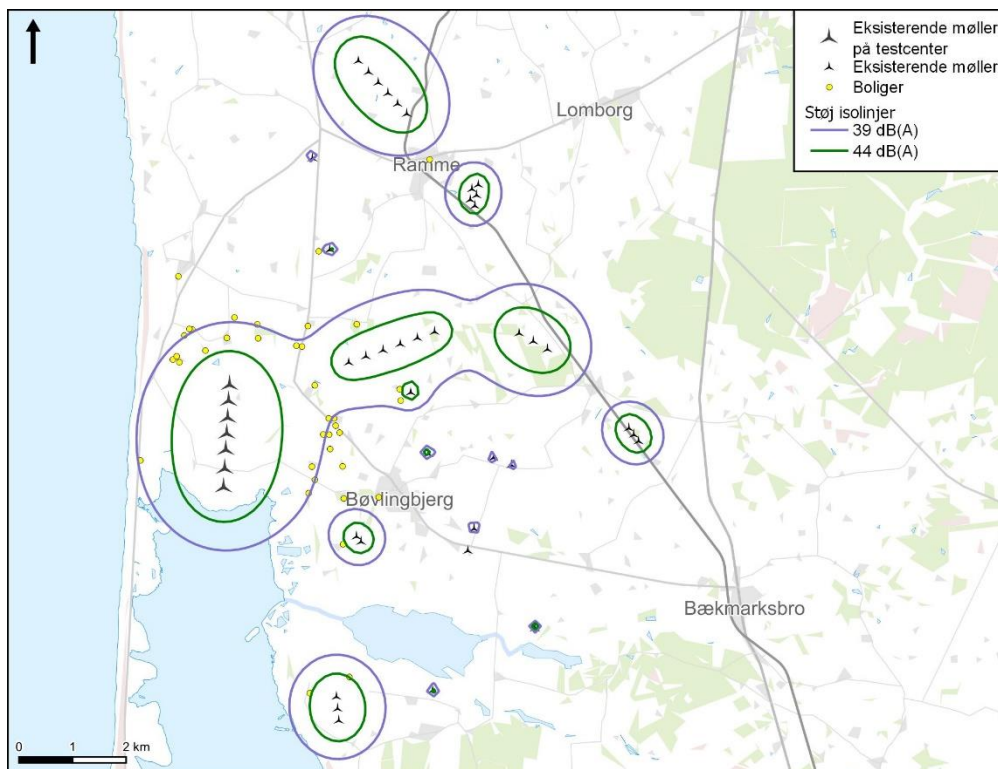 Eksisterende møller
på testcenter
Eksisterende møller
Boliger
Støj isolinjer
39 dB(A)
44 dB(A)
Lomborg
Ramme
Bøvlingbjerg
Bækmarksbro
0 1 2 km